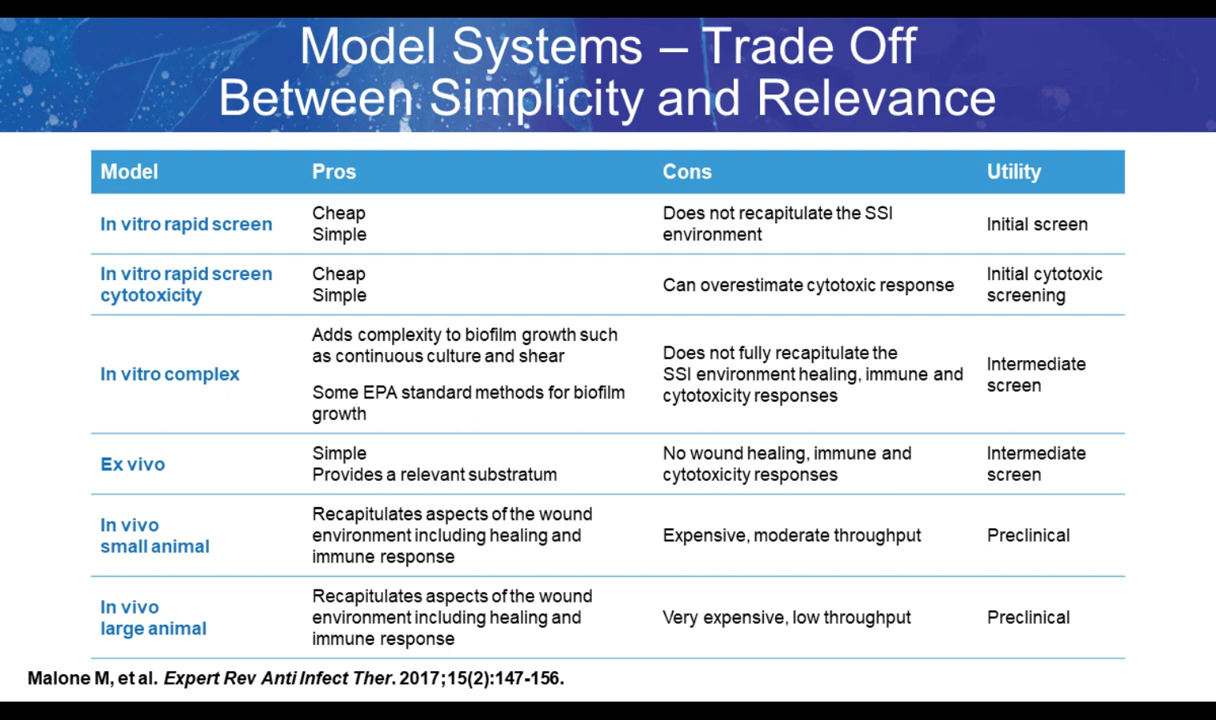 Model Systems – Trade Off
Between Simplicity and Relevance
Model Pros Cons Utility
In vitro rapid screen
Cheap
Simple
Does not recapitulate the SSI
environment
Initial screen
In vitro rapid screen
cytotoxicity
Cheap
Simple
Can overestimate cytotoxic response
Initial cytotoxic
screening
In vitro complex
Adds complexity to biofilm growth such
as continuous culture and shear
Some EPA standard methods for biofilm
growth
Does not fully recapitulate the
SSI environment healing, immune and
cytotoxicity responses
Intermediate
screen
Ex vivo
Simple
Provides a relevant substratum
No wound healing, immune and
cytotoxicity responses
Intermediate
screen
In vivo
small animal
Recapitulates aspects of the wound
environment including healing and
immune response
Expensive, moderate throughput
Preclinical
In vivo
large animal
Recapitulates aspects of the wound
environment including healing and
immune response
Very expensive, low throughput
Preclinical
Malone M, et al. Expert Rev Anti Infect Ther. 2017;15(2):147-156.